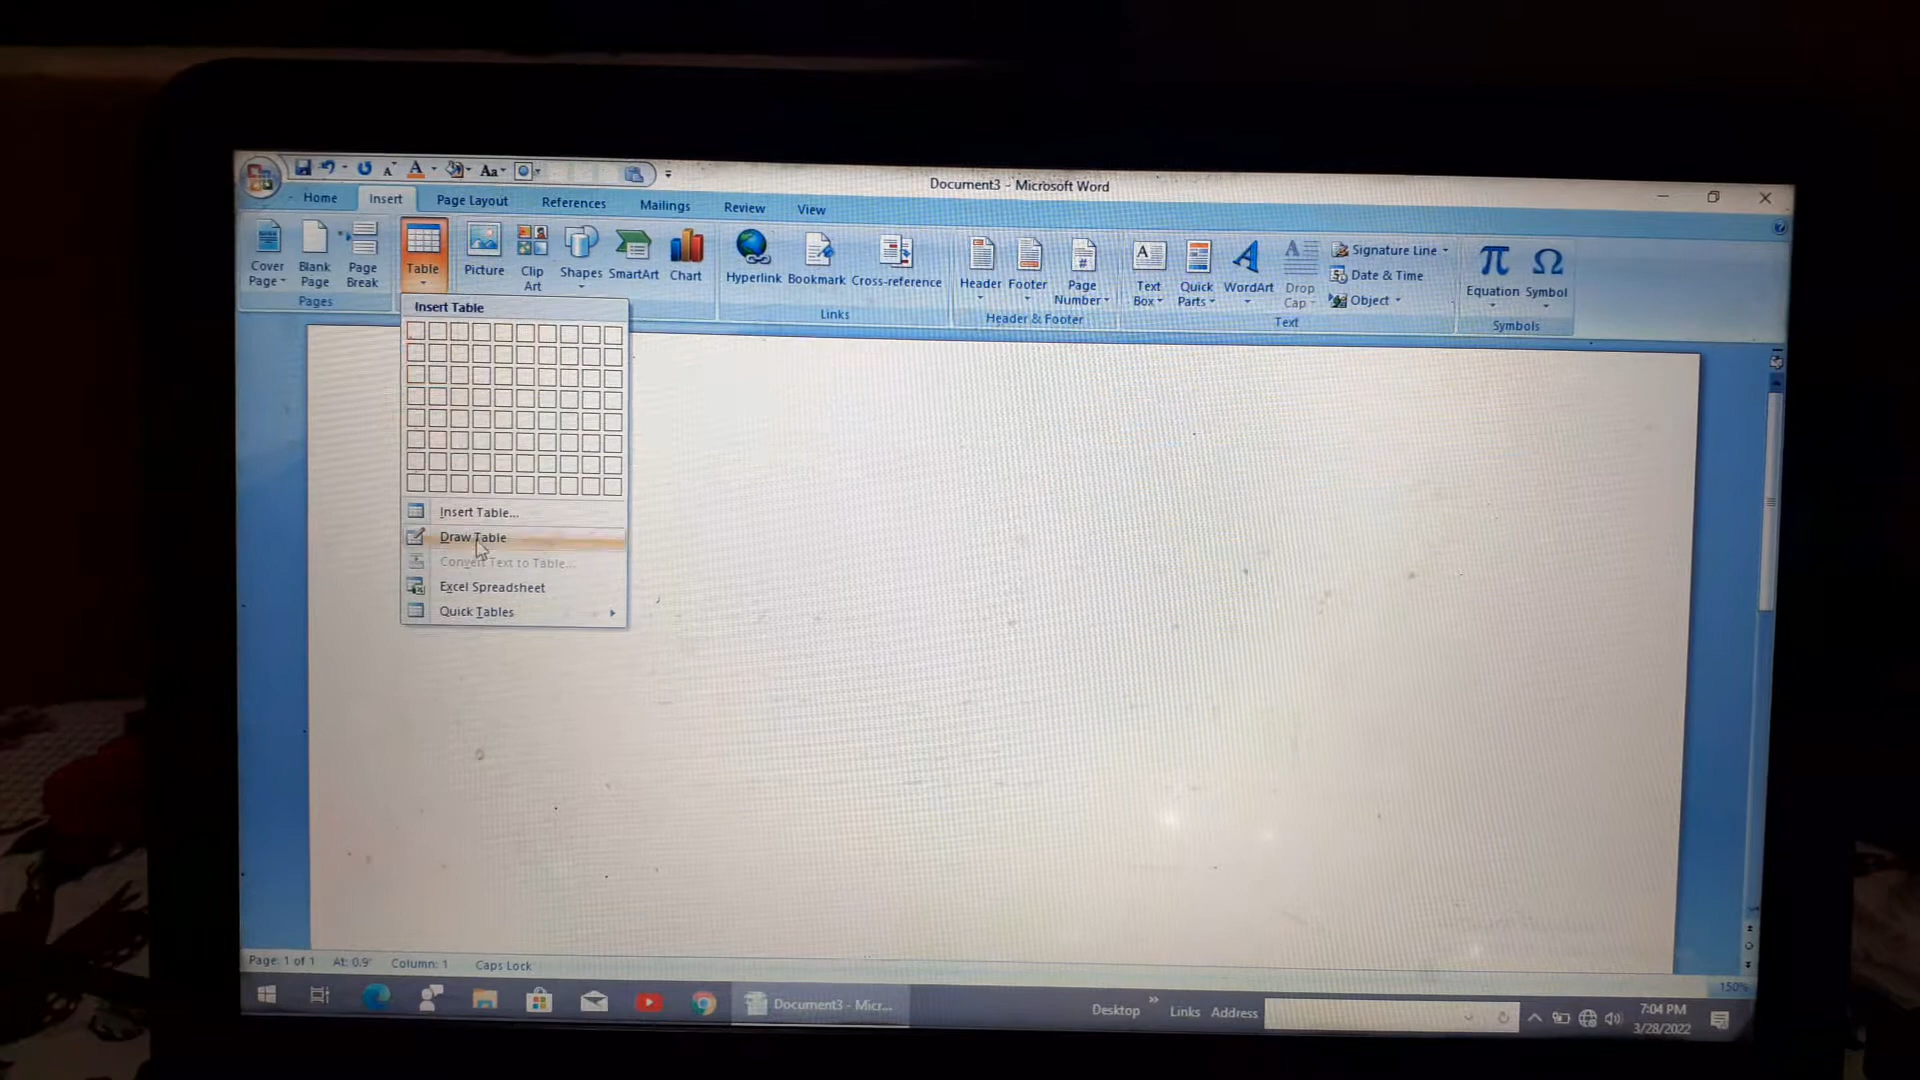 Document3 - Microsoft Word
Home Insert Page Layout References Mailings Review View
Cover Page
Blank Page
Page Break
Table
Picture
Clip Art
Shapes
SmartArt
Chart
Hyperlink
Bookmark
Cross-reference
Header
Footer
Page Number
Text Box
Quick Parts
WordArt
Drop Cap
Signature Line
Date & Time
Object
Equation
Symbol
Pages
Links
Header & Footer
Text
Symbols
Insert Table
Insert Table...
Draw Table
Convert Text to Table...
Excel Spreadsheet
Quick Tables
Page: 1 of 1 At: 0.9" Column: 1 Caps Lock
150%
Document3 - Micr...
Desktop
Links
Address
7:04 PM
3/28/2022